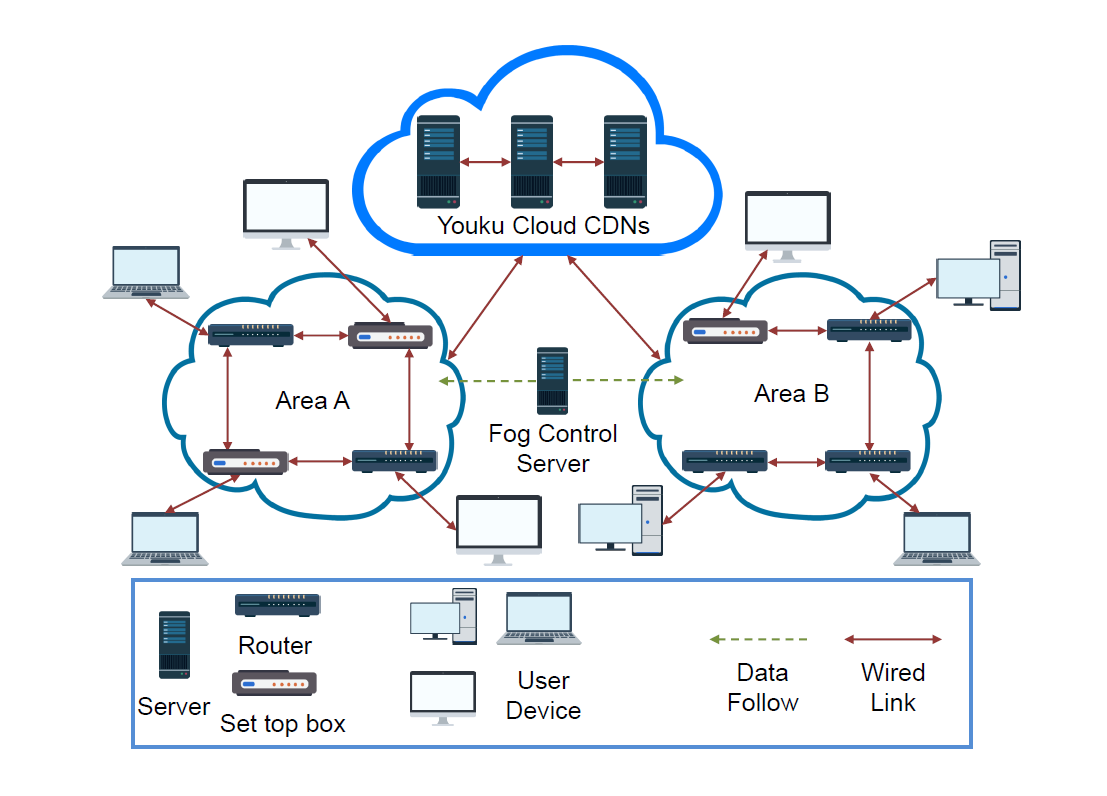 Youku Cloud CDNs
Area A
Area B
Fog Control
Server
Server
Router
Set top box
User
Device
Data
Follow
Wired
Link